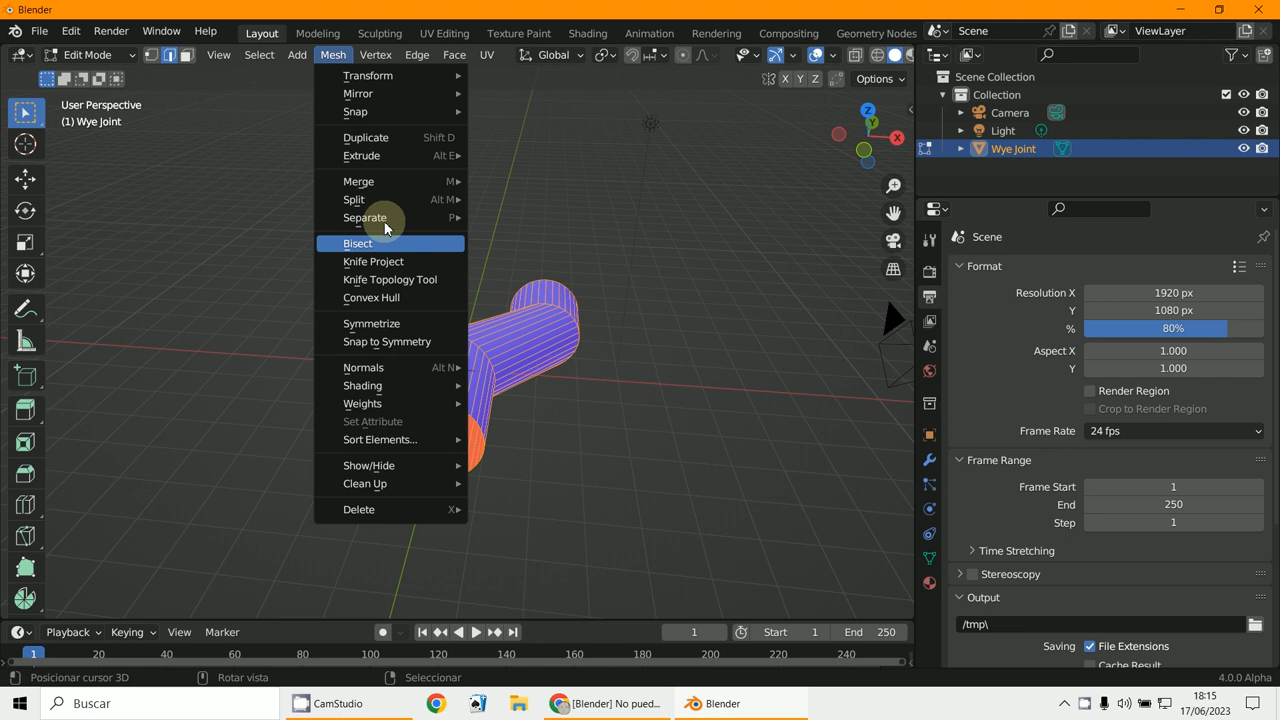 Blender
File Edit Render Window Help Layout Modeling Sculpting UV Editing Texture Paint Shading Animation Rendering Compositing Geometry Nodes Scene ViewLayer
Edit Mode View Select Add Mesh Vertex Edge Face UV Global
X Y Z Options
User Perspective
(1) Wye Joint
Transform
Mirror
Snap
Duplicate Shift D
Extrude Alt E
Merge M
Split Alt M
Separate P
Bisect
Knife Project
Knife Topology Tool
Convex Hull
Symmetrize
Snap to Symmetry
Normals Alt N
Shading
Weights
Set Attribute
Sort Elements...
Show/Hide
Clean Up
Delete X
Z
Y
X
Scene Collection
Collection
Camera
Light
Wye Joint
Scene
Format
Resolution X 1920 px
Y 1080 px
% 80%
Aspect X 1.000
Y 1.000
Render Region
Crop to Render Region
Frame Rate 24 fps
Frame Range
Frame Start 1
End 250
Step 1
Time Stretching
Stereoscopy
Output
/tmp\
Saving File Extensions
Cache Result
Playback Keying View Marker 1 Start 1 End 250
1 20 40 60 80 100 120 140 160 180 200 220 240
Posicionar cursor 3D Rotar vista Seleccionar 4.0.0 Alpha
Buscar CamStudio [Blender] No pued... Blender
18:15
17/06/2023